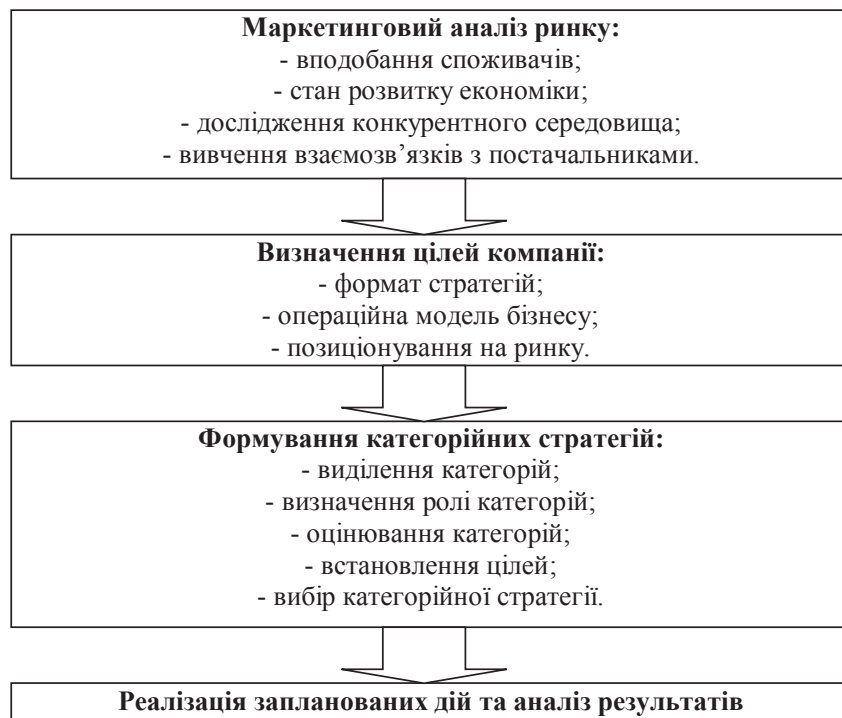 Маркетинговий аналіз ринку:
- вподобання споживачів;
- стан розвитку економіки;
- дослідження конкурентного середовища;
- вивчення взаємозв’язків з постачальниками.
Визначення цілей компанії:
- формат стратегій;
- операційна модель бізнесу;
- позиціонування на ринку.
Формування категорійних стратегій:
- виділення категорій;
- визначення ролі категорій;
- оцінювання категорій;
- встановлення цілей;
- вибір категорійної стратегії.
Реалізація запланованих дій та аналіз результатів